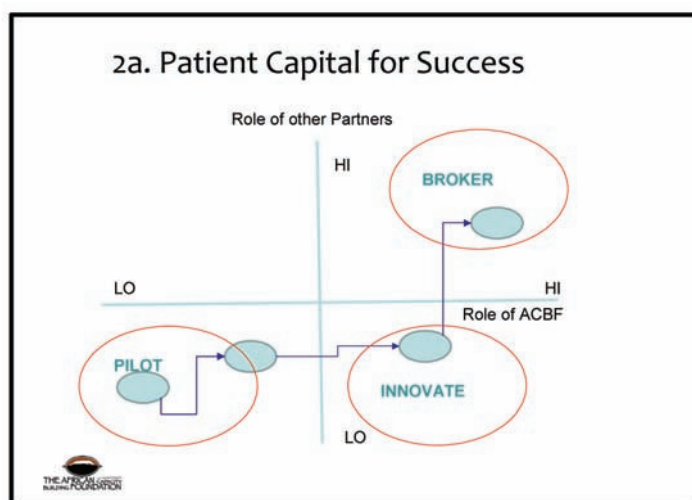 2a. Patient Capital for Success
Role of other Partners
HI
BROKER
LO
HI
Role of ACBF
PILOT
INNOVATE
LO
THE AFRICAN CAPACITY
BUILDING FOUNDATION